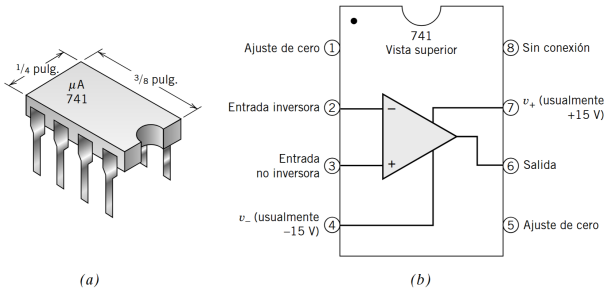 1/4 pulg.
3/8 pulg.
μA
741
(a)
741
Vista superior
Ajuste de cero 1
8 Sin conexión
Entrada inversora 2
7 v+ (usualmente
+15 V)
Entrada
no inversora 3
6 Salida
v− (usualmente
−15 V) 4
5 Ajuste de cero
−
+
(b)